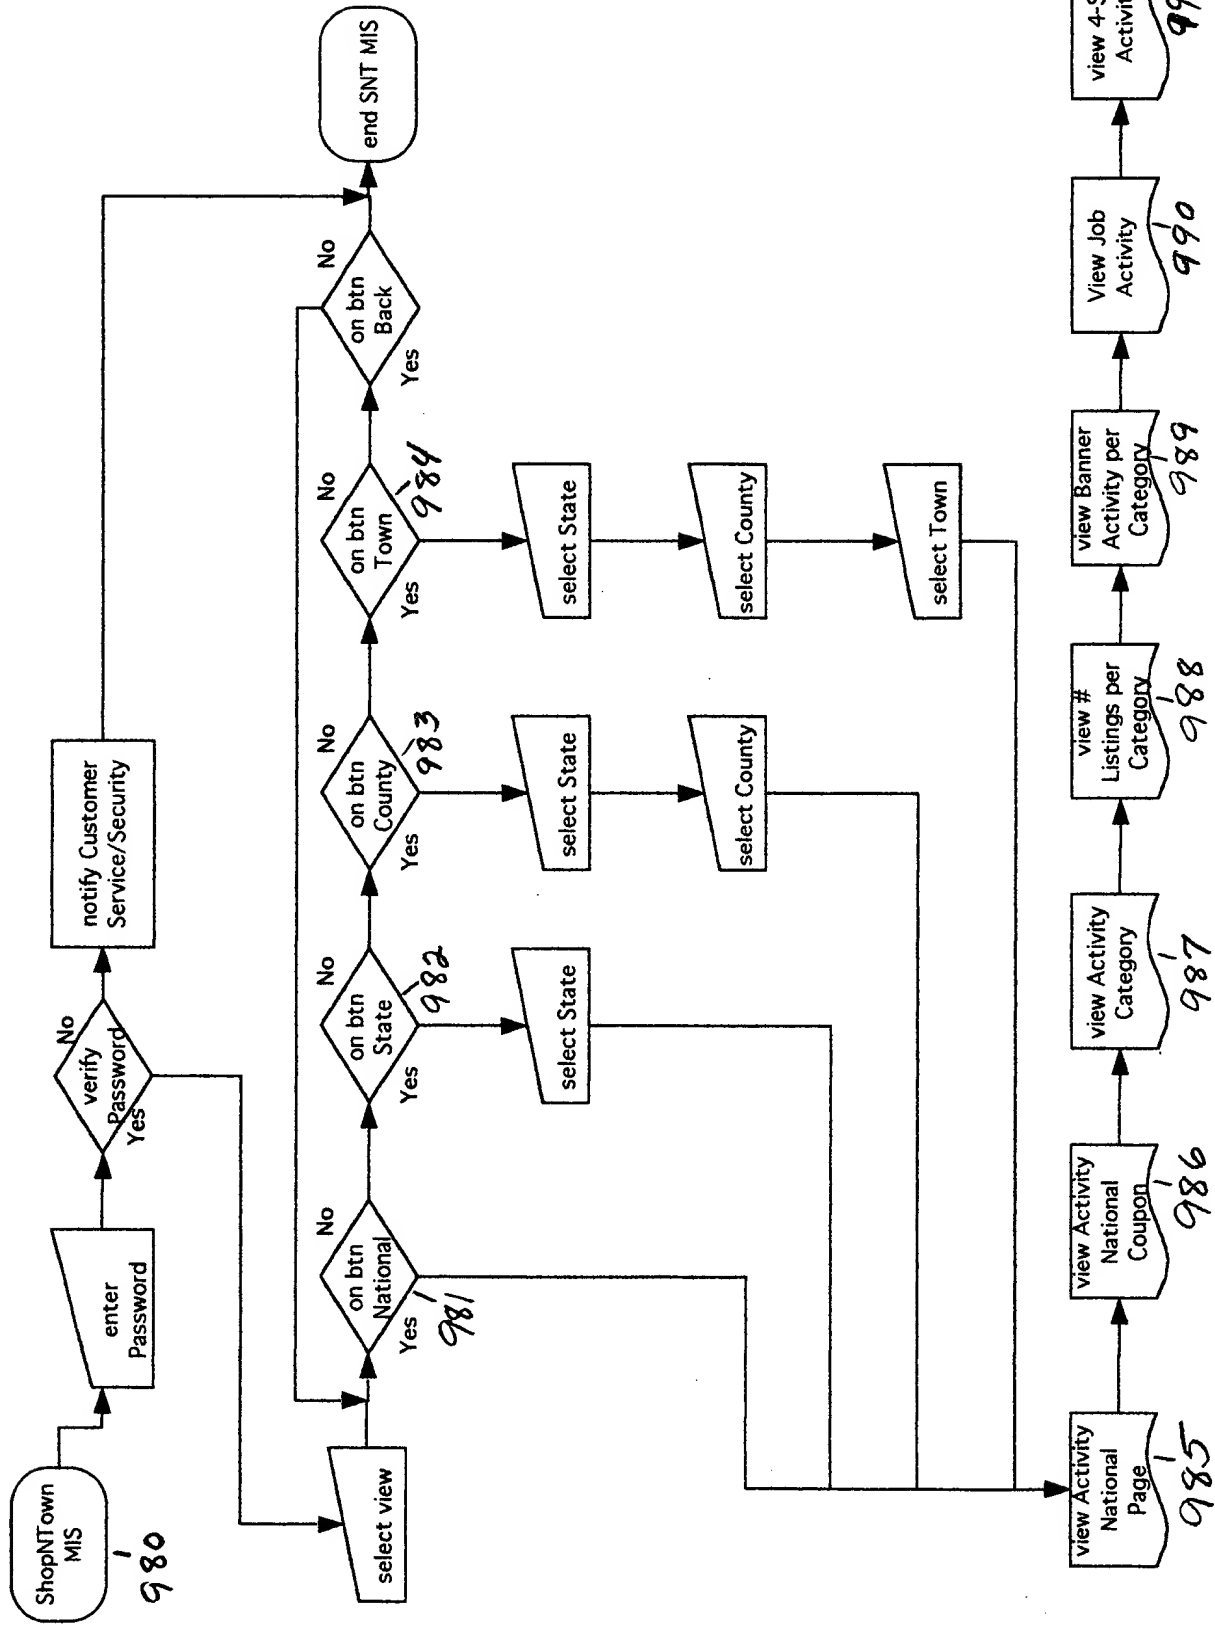 ShopNTown
MIS
980
enter
Password
verify
Password
No
Yes
notify Customer
Service/Security
select view
on btn
National
No
Yes
981
on btn
State
No
Yes
982
on btn
County
No
Yes
983
on btn
Town
No
Yes
984
on btn
Back
No
Yes
end SNT MIS
select State
select State
select County
select State
select County
select Town
view Activity
National
Page
985
view Activity
National
Coupon
986
view Activity
Category
987
view #
Listings per
Category
988
view Banner
Activity per
Category
989
View Job
Activity
990
view